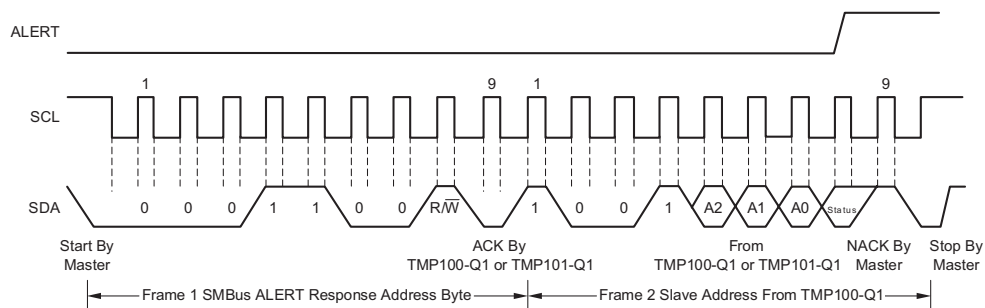 ALERT
1 9 1 9
SCL
SDA
0 0 0 1 1 0 0 R/W̅ 1 0 0 1 A2 A1 A0 Status
Start By
Master
ACK By
TMP100-Q1 or TMP101-Q1
From
TMP100-Q1 or TMP101-Q1
NACK By
Master
Stop By
Master
Frame 1 SMBus ALERT Response Address Byte
Frame 2 Slave Address From TMP100-Q1